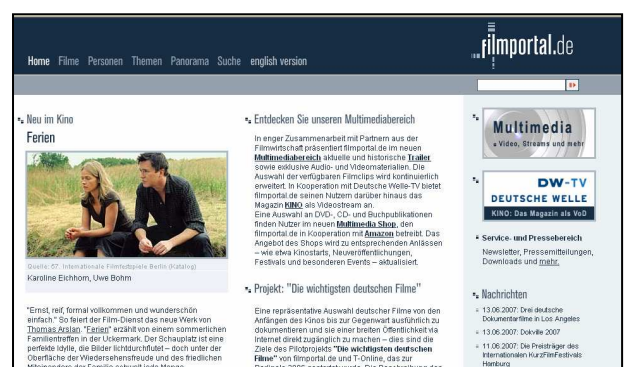 filmportal.de
Home Filme Personen Themen Panorama Suche english version
Neu im Kino
Ferien
Quelle: 57. Internationale Filmfestspiele Berlin (Katalog)
Karoline Eichhorn, Uwe Bohm
"Ernst, reif, formal vollkommen und wunderschön
einfach." So feiert der Film-Dienst das neue Werk von
Thomas Arslan. "Ferien" erzählt von einem sommerlichen
Familientreffen in der Uckermark. Der Schauplatz ist eine
perfekte Idylle, die Bilder lichtdurchflutet – doch unter der
Oberfläche der Wiedersehensfreude und des friedlichen
Entdecken Sie unseren Multimediabereich
In enger Zusammenarbeit mit Partnern aus der
Filmwirtschaft präsentiert filmportal.de im neuen
Multimediabereich aktuelle und historische Trailer
sowie exklusive Audio- und Videomaterialien. Die
Auswahl der verfügbaren Filmclips wird kontinuierlich
erweitert. In Kooperation mit Deutsche Welle-TV bietet
filmportal.de seinen Nutzern darüber hinaus das
Magazin KINO als Videostream an.
Eine Auswahl an DVD-, CD- und Buchpublikationen
finden Nutzer im neuen Multimedia Shop, den
filmportal.de in Kooperation mit Amazon betreibt. Das
Angebot des Shops wird zu entsprechenden Anlässen
– wie etwa Kinostarts, Neuveröffentlichungen,
Festivals und besonderen Events – aktualisiert.
Projekt: "Die wichtigsten deutschen Filme"
Eine repräsentative Auswahl deutscher Filme von den
Anfängen des Kinos bis zur Gegenwart ausführlich zu
dokumentieren und sie einer breiten Öffentlichkeit via
Internet direkt zugänglich zu machen – dies sind die
Ziele des Pilotprojekts "Die wichtigsten deutschen
Filme" von filmportal.de und T-Online, das zur
Multimedia
Video, Streams und mehr
DW-TV
DEUTSCHE WELLE
KINO: Das Magazin als VoD
Service- und Pressebereich
Newsletter, Pressemitteilungen,
Downloads und mehr.
Nachrichten
13.06.2007: Drei deutsche
Dokumentarfilme in Los Angeles
13.06.2007: Dokville 2007
11.06.2007: Die Preisträger des
Internationalen KurzFilmFestivals
Hamburg